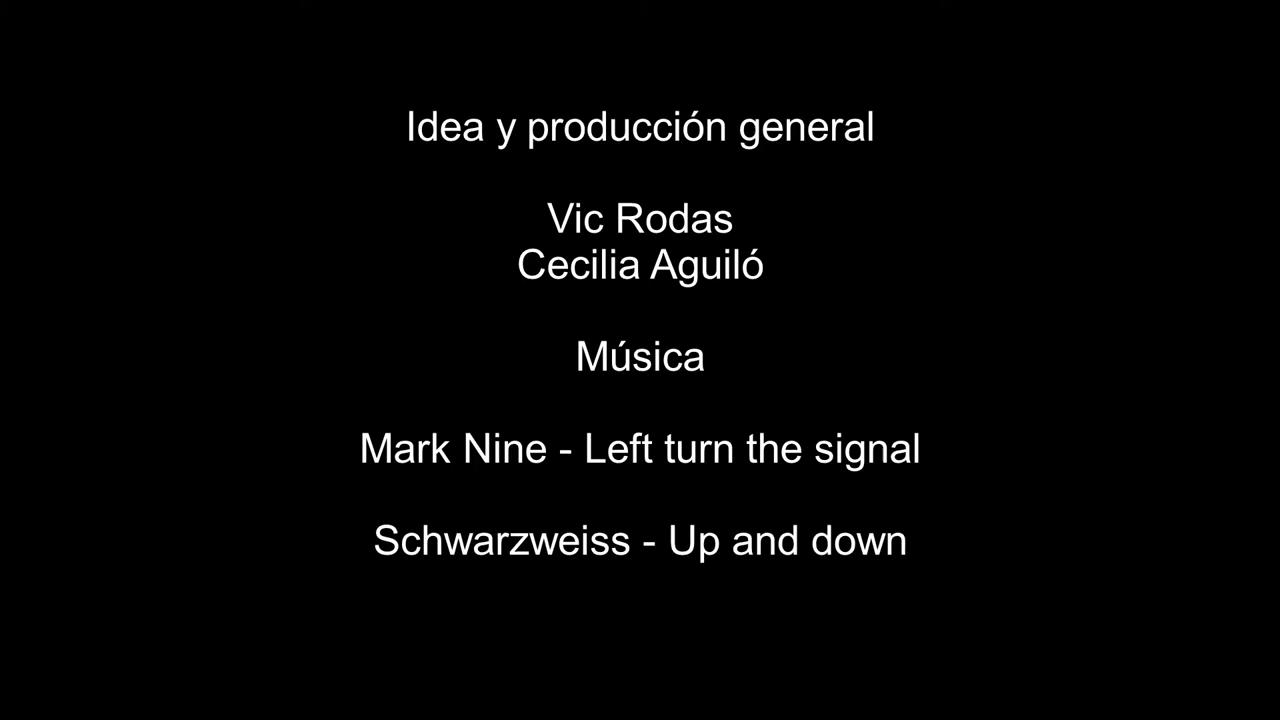 Idea y producción general
Vic Rodas
Cecilia Aguiló
Música
Mark Nine - Left turn the signal
Schwarzweiss - Up and down